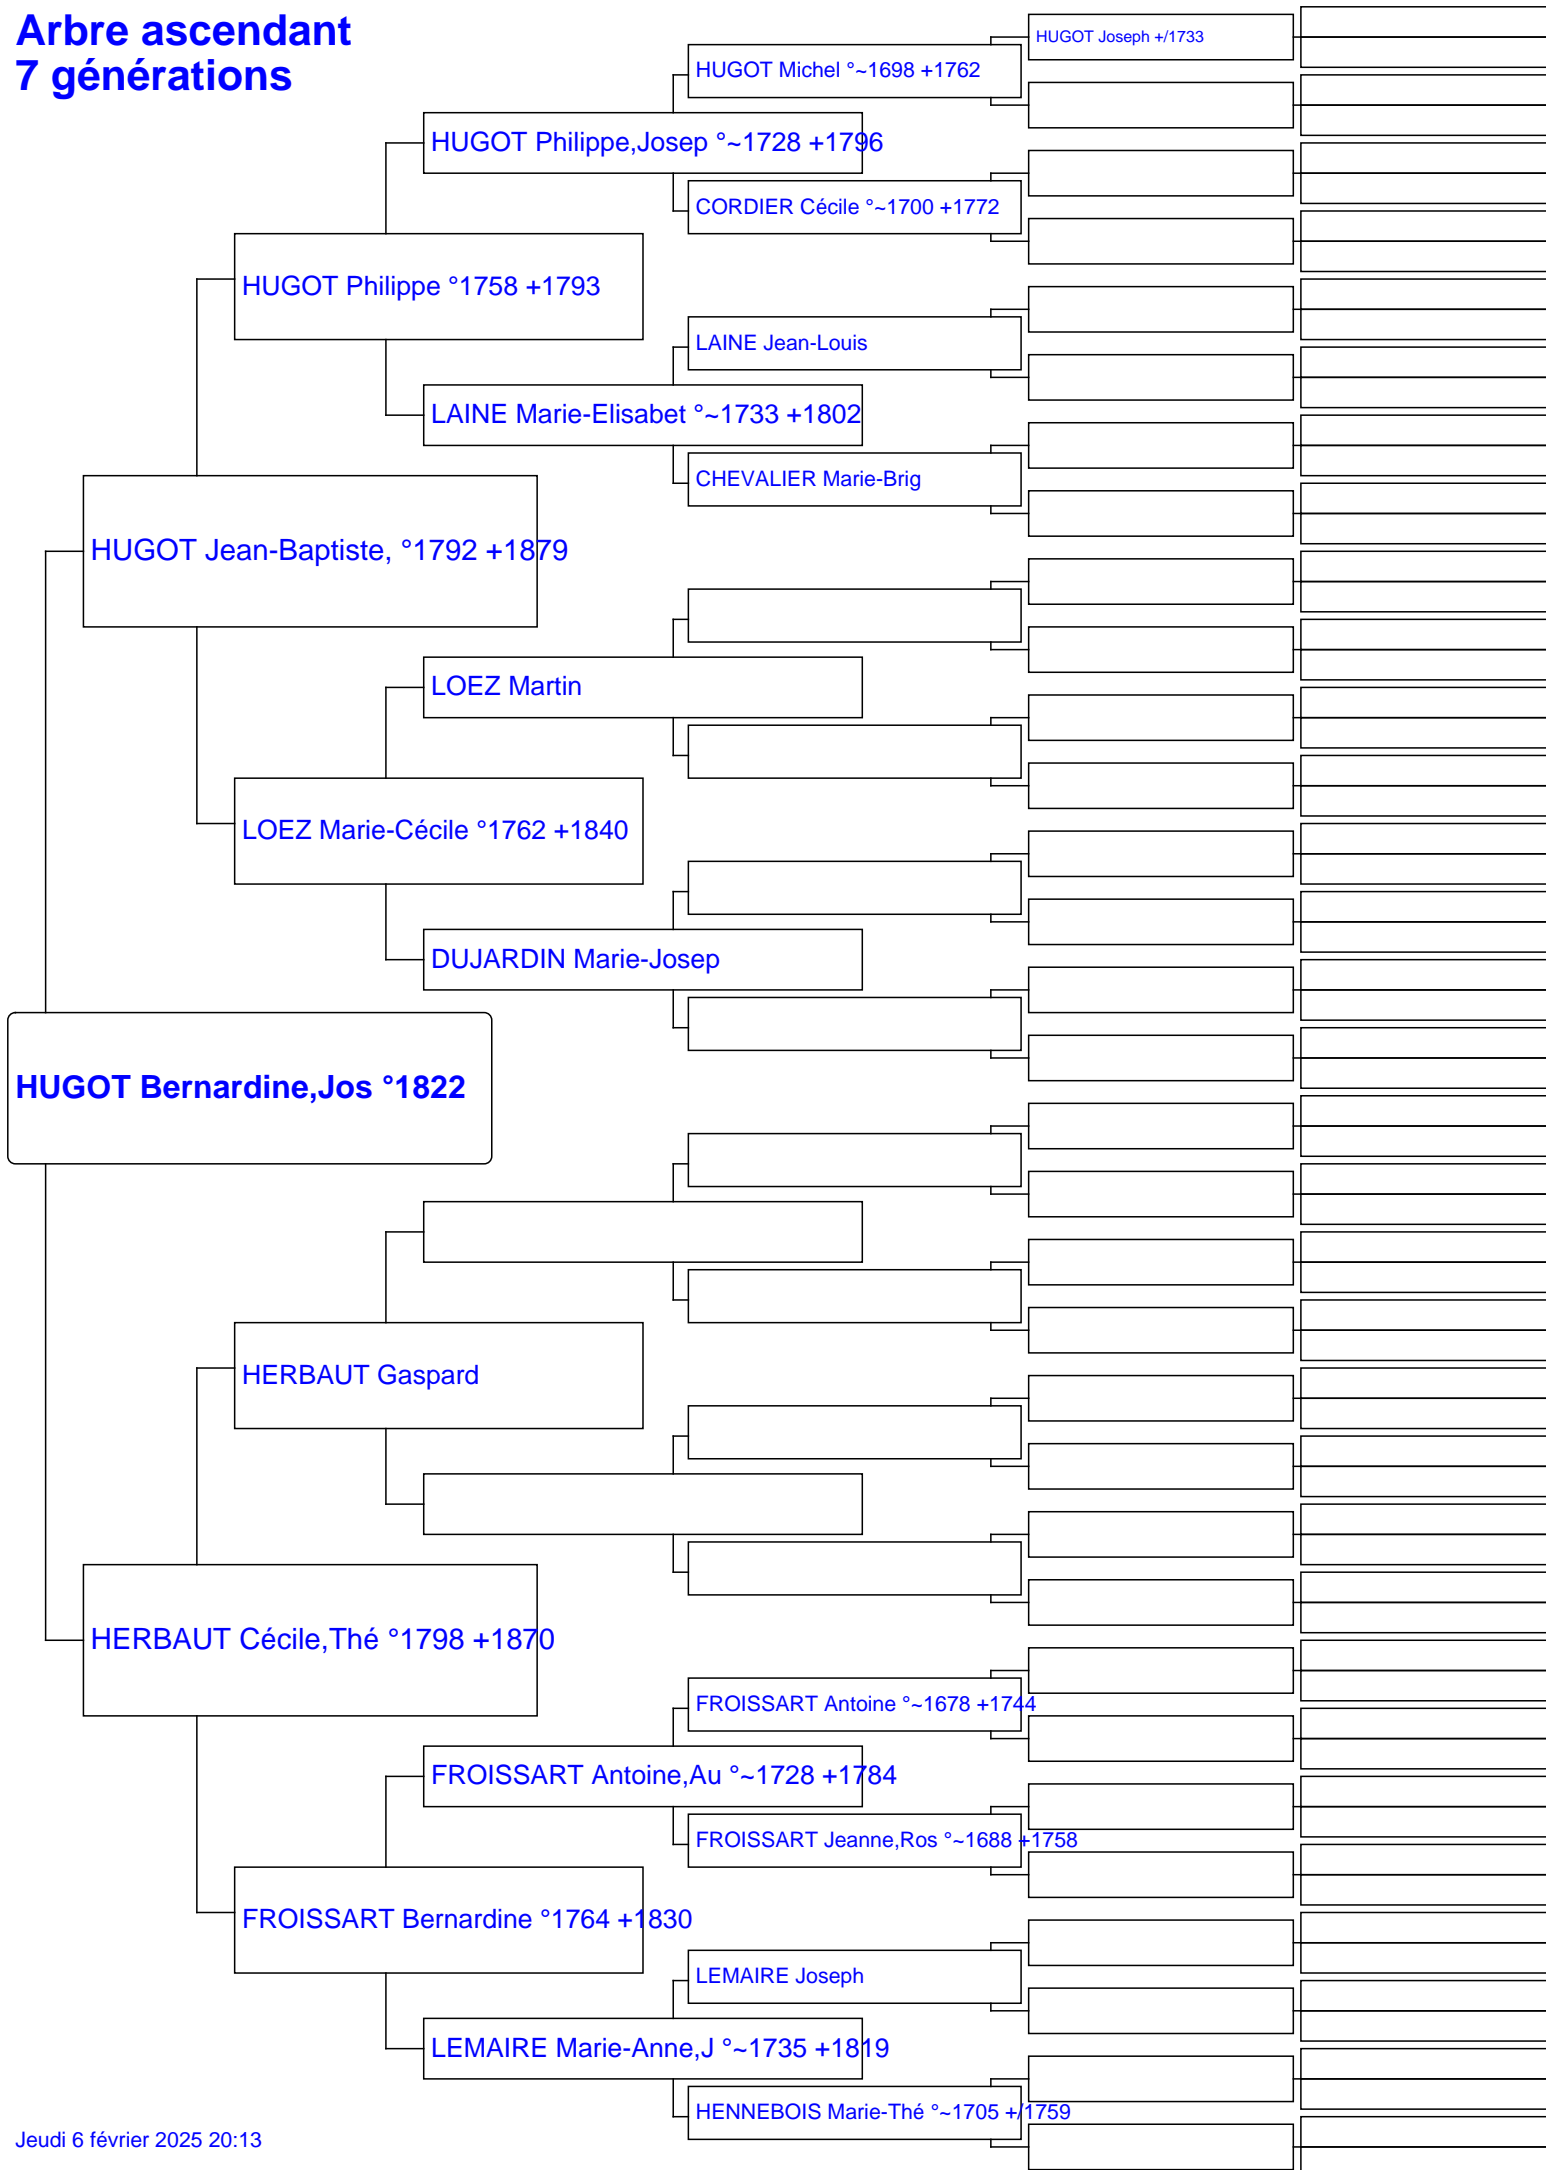 Arbre ascendant
7 générations
HUGOT Joseph +/1733
HUGOT Michel °~1698 +1762
HUGOT Philippe,Josep °~1728 +1796
CORDIER Cécile °~1700 +1772
HUGOT Philippe °1758 +1793
LAINE Jean-Louis
LAINE Marie-Elisabet °~1733 +1802
CHEVALIER Marie-Brig
HUGOT Jean-Baptiste, °1792 +1879
LOEZ Martin
LOEZ Marie-Cécile °1762 +1840
DUJARDIN Marie-Josep
HUGOT Bernardine,Jos °1822
HERBAUT Gaspard
HERBAUT Cécile,Thé °1798 +1870
FROISSART Antoine °~1678 +1744
FROISSART Antoine,Au °~1728 +1784
FROISSART Jeanne,Ros °~1688 +1758
FROISSART Bernardine °1764 +1830
LEMAIRE Joseph
LEMAIRE Marie-Anne,J °~1735 +1819
HENNEBOIS Marie-Thé °~1705 +/1759
Jeudi 6 février 2025 20:13